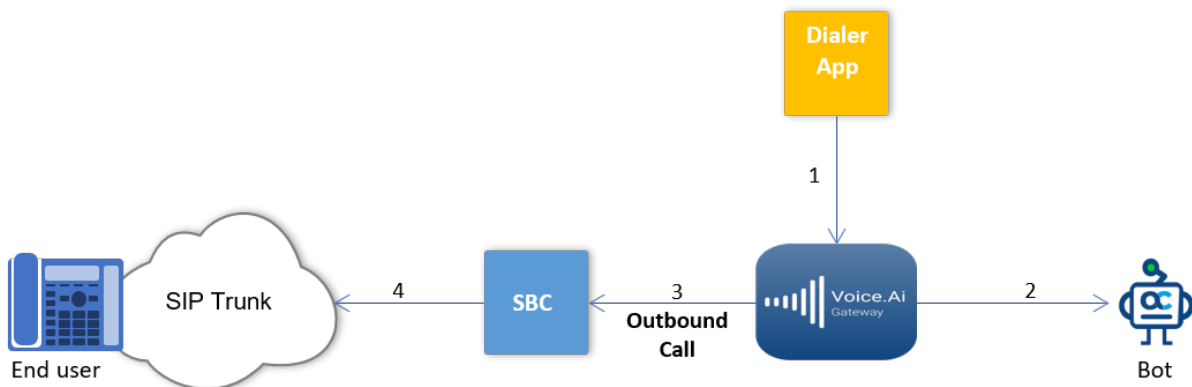 Dialer
App
1
Voice.Ai
Gateway
2
3
Outbound
Call
SBC
4
SIP Trunk
End user
Bot